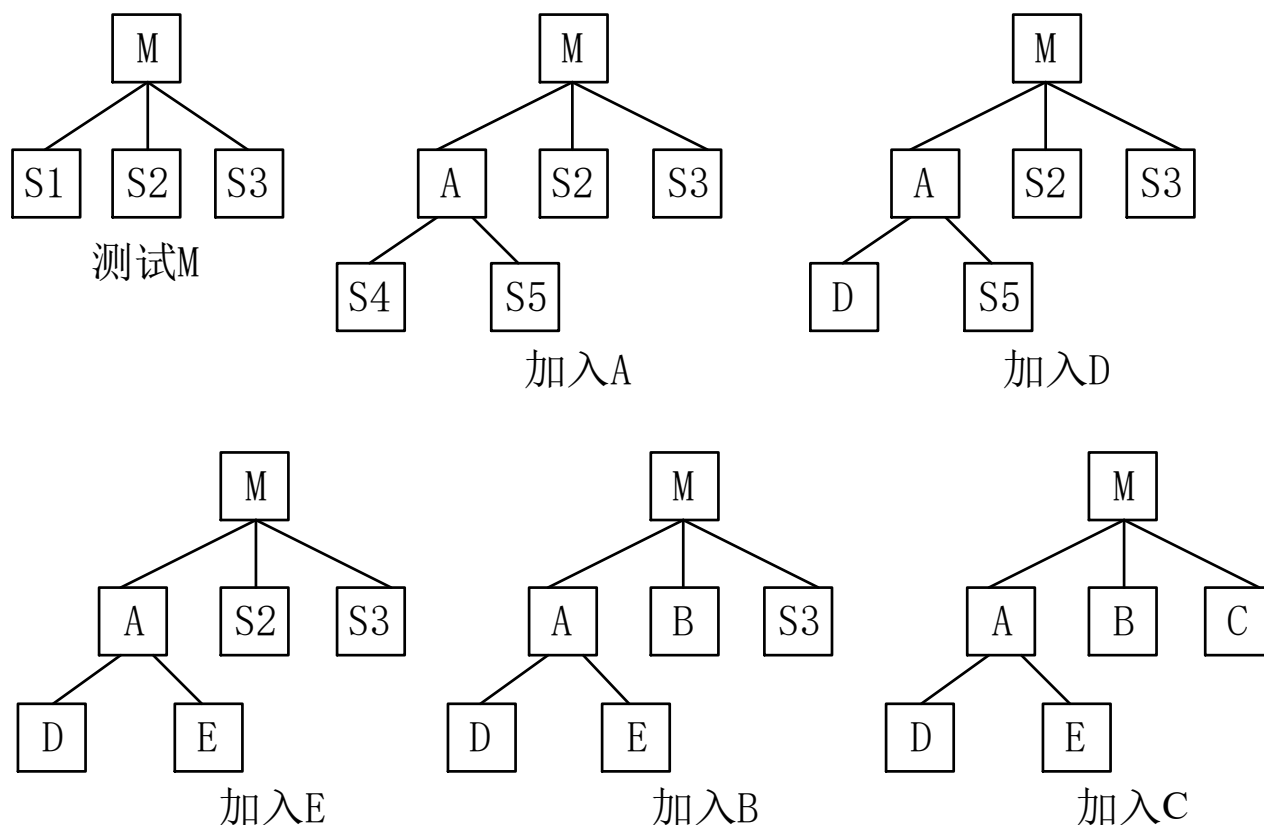 M M M
S1 S2 S3 A S2 S3 A S2 S3
测试M
S4 S5 D S5
加入A 加入D
M M M
A S2 S3 A B S3 A B C
D E D E D E
加入E 加入B 加入C